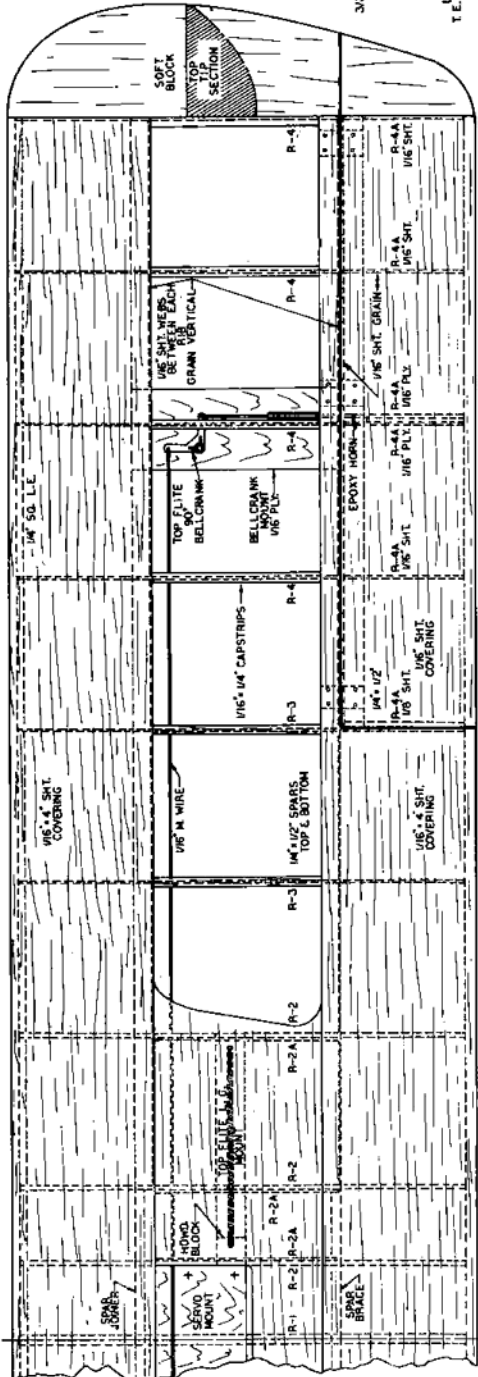 SOFT
BLOCK
TOP
TIP
SECTION
3/
T.E.
R-4
R-4A
1/16" SHT.
R-4A
1/16" SHT.
1/16" SHT. WEBS
BETWEEN EACH
RIB
GRAIN VERTICAL
R-4
1/16" SHT. GRAIN
R-4A
1/16" PLY.
1/4" SQ. L.E.
TOP FLITE
90°
BELLCRANK
R-4
EPOXY HORN
R-4A
1/16" PLY.
BELLCRANK
MOUNT
1/16" PLY.
R-4A
1/16" SHT.
1/16" x 1/4" CAPSTRIPS
R-4
1/4" x 1/2"
1/16" SHT.
COVERING
R-3
R-4A
1/8" SHT.
1/16" x 4" SHT.
COVERING
1/16" M. WIRE
1/4" x 1/2" SPARS
TOP & BOTTOM
1/16" x 4" SHT.
COVERING
R-3
R-2
R-2A
TOP FLITE L.G.
MOUNT
R-2
R-2A
HDWD.
BLOCK
R-2A
R-2
SPAR
JOINER
SERVO
MOUNT
R-1
SPAR
BRACE